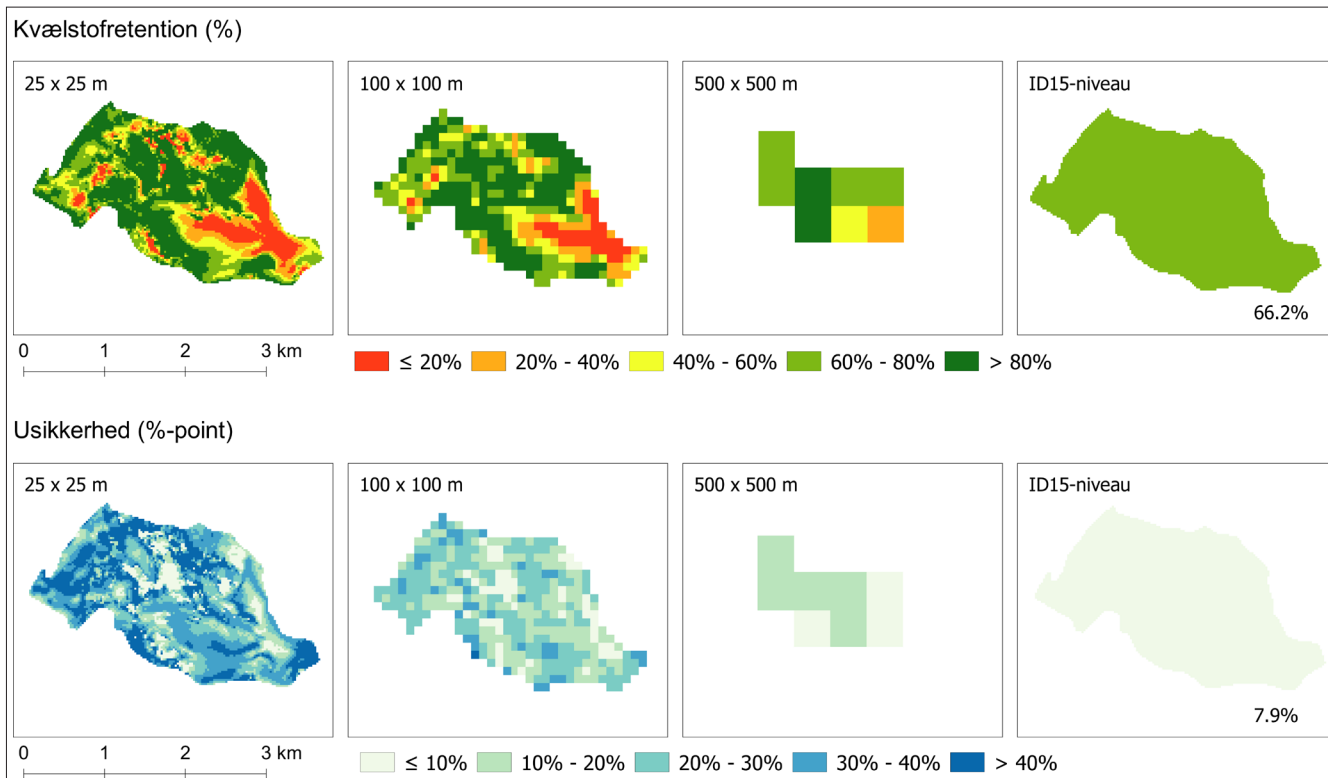 Kvælstofretention (%)
25 x 25 m
100 x 100 m
500 x 500 m
ID15-niveau
66.2%
0 1 2 3 km
≤ 20% 20% - 40% 40% - 60% 60% - 80% > 80%
Usikkerhed (%-point)
25 x 25 m
100 x 100 m
500 x 500 m
ID15-niveau
7.9%
0 1 2 3 km
≤ 10% 10% - 20% 20% - 30% 30% - 40% > 40%